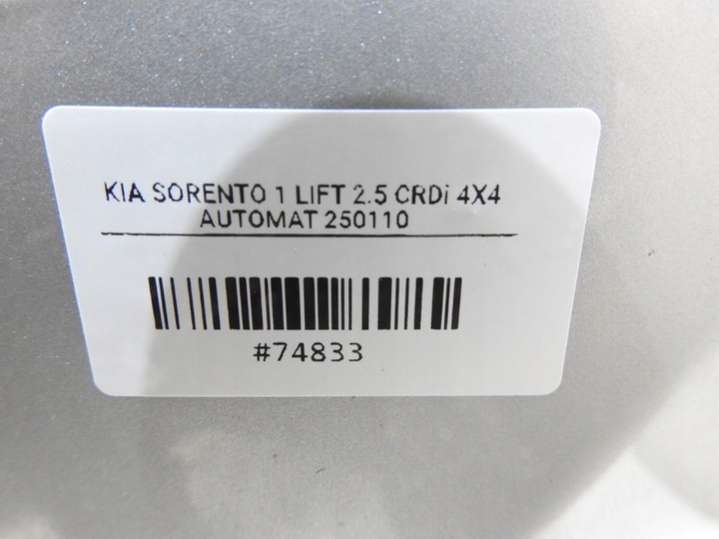 KIA SORENTO 1 LIFT 2.5 CRDi 4X4
AUTOMAT 250110
#74833